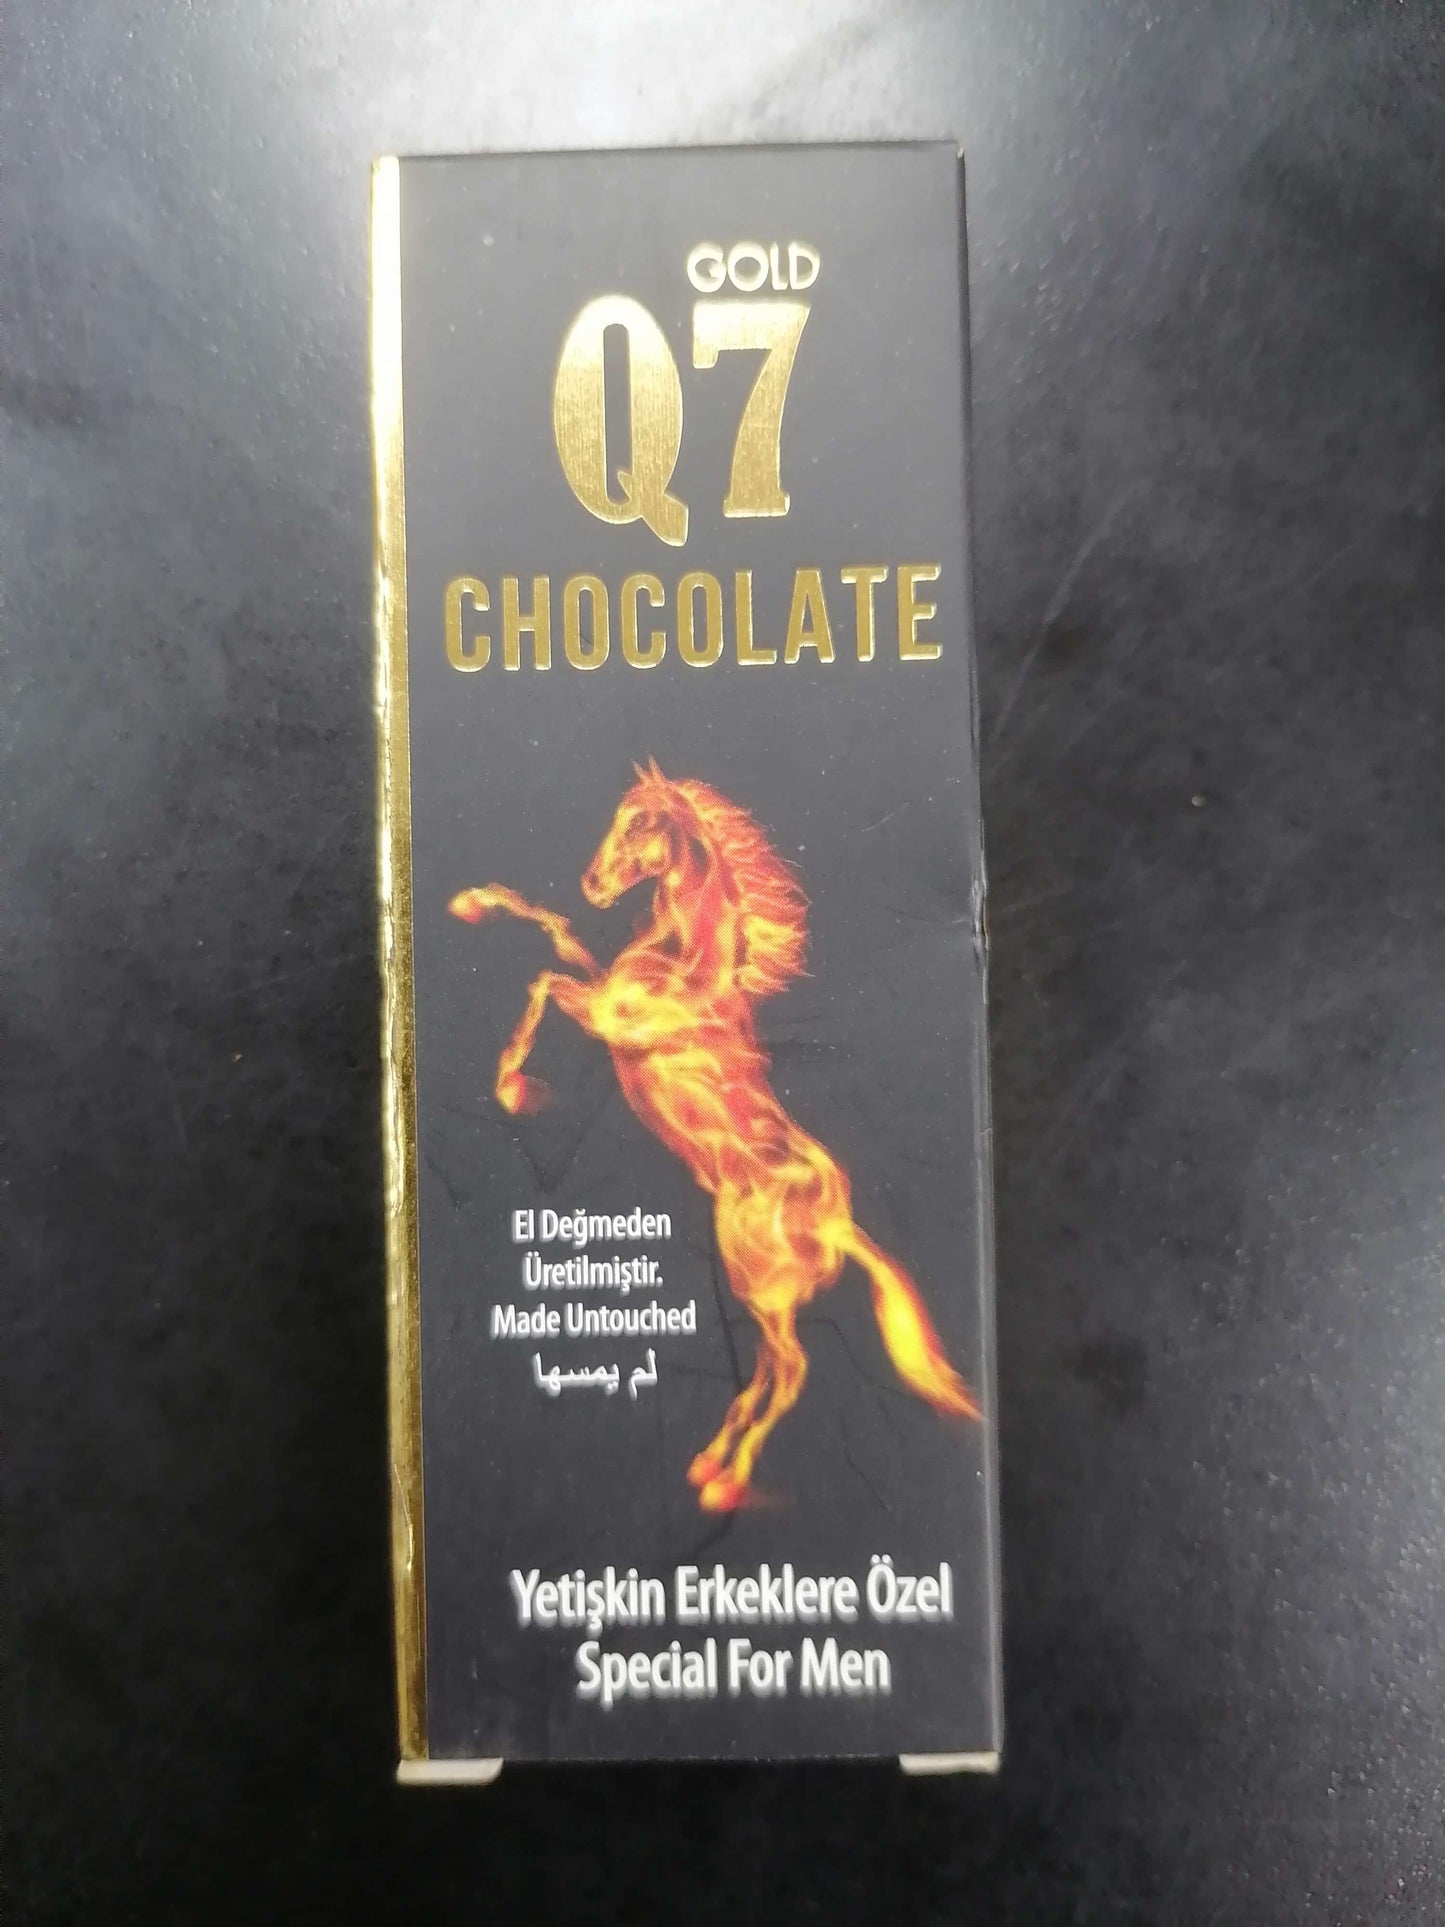 GOLD
Q7
CHOCOLATE
El Değmeden
Üretilmiştir.
Made Untouched
لم يمسها
Yetişkin Erkeklere Özel
Special For Men